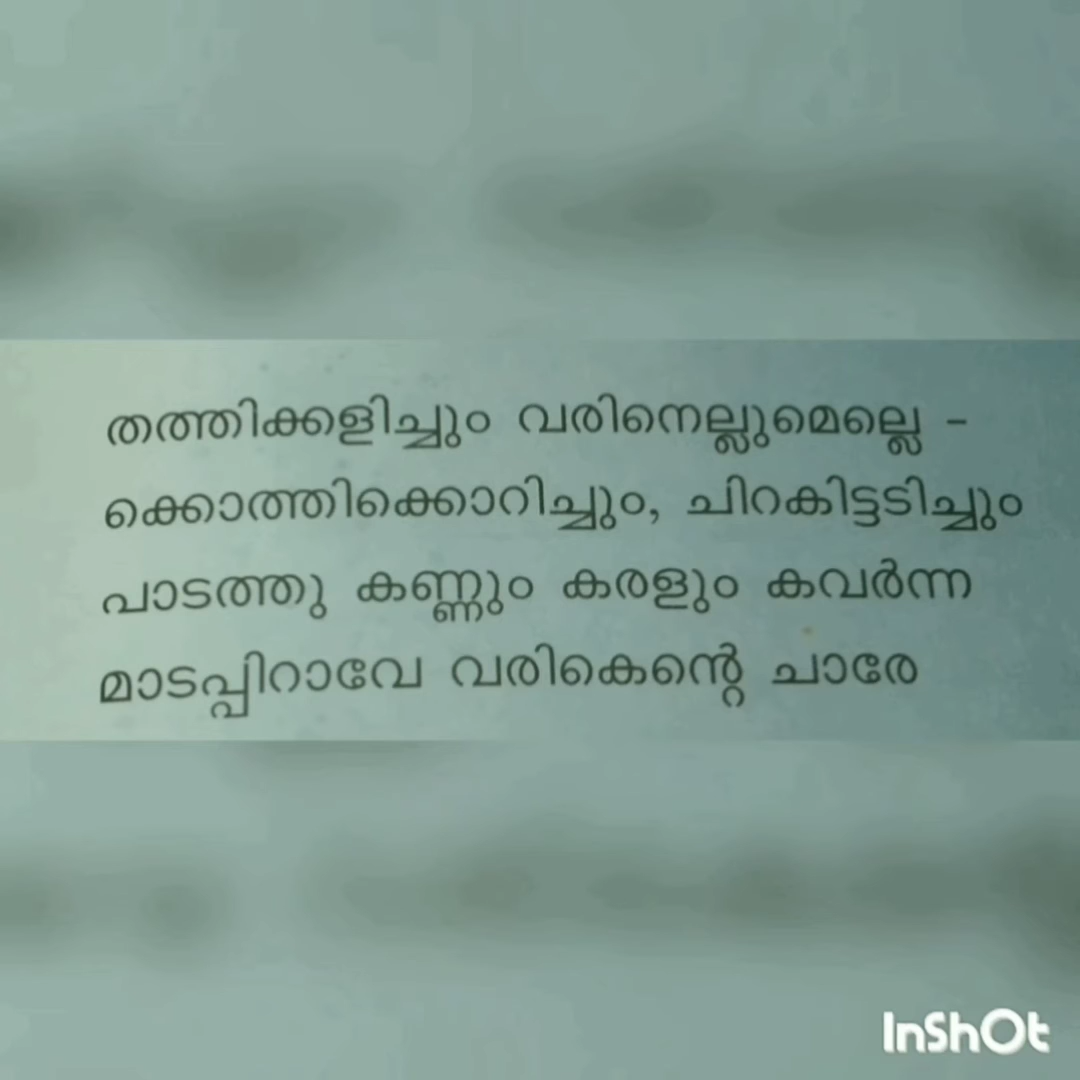 തത്തിക്കളിച്ചും വരിനെല്ലുമെല്ലെ –
ക്കൊത്തിക്കൊറിച്ചും, ചിറകിട്ടടിച്ചും
പാടത്തു കണ്ണും കരളും കവർന്ന
മാടപ്പിറാവേ വരികെന്റെ ചാരേ
InShOt